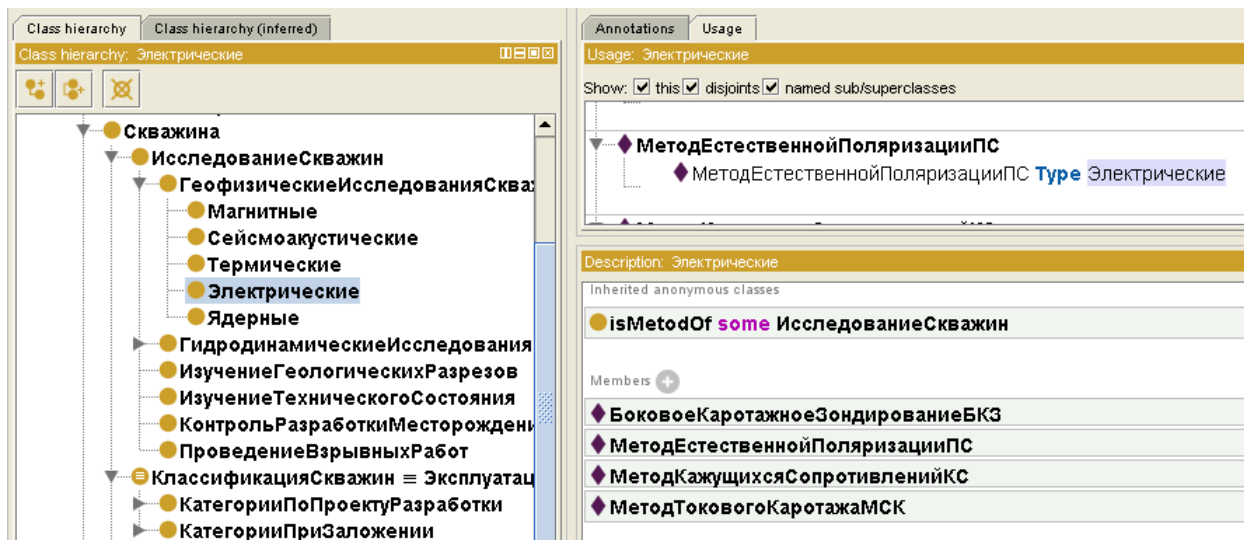 Class hierarchy
Class hierarchy (inferred)
Class hierarchy: Электрические
Скважина
ИсследованиеСкважин
ГеофизическиеИсследованияСква
Магнитные
Сейсмоакустические
Термические
Электрические
Ядерные
ГидродинамическиеИсследования
ИзучениеГеологическихРазрезов
ИзучениеТехническогоСостояния
КонтрольРазработкиМесторождени
ПроведениеВзрывныхРабот
КлассификацияСкважин ≡ Эксплуатац
КатегорииПоПроектуРазработки
КатегорииПриЗаложении
Annotations
Usage
Usage: Электрические
Show: this disjoints named sub/superclasses
МетодЕстественнойПоляризацииПС
МетодЕстественнойПоляризацииПС Type Электрические
Description: Электрические
Inherited anonymous classes
isMetodOf some ИсследованиеСкважин
Members
БоковоеКаротажноеЗондированиеБКЗ
МетодЕстественнойПоляризацииПС
МетодКажущихсяСопротивленийКС
МетодТоковогоКаротажаМСК